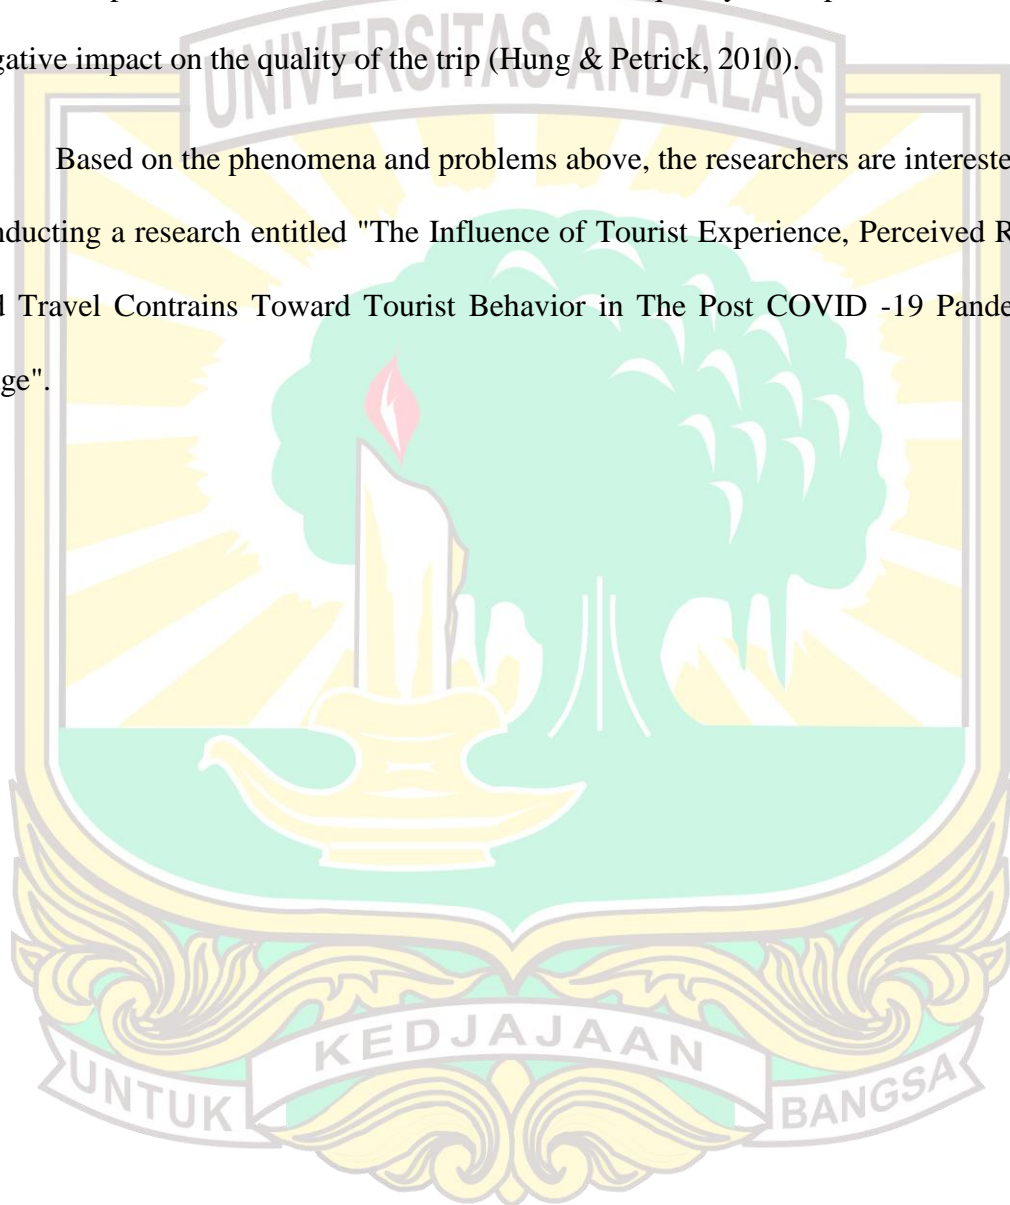 gative impact on the quality of the trip (Hung & Petrick, 2010).
UNIVERSITAS ANDALAS
Based on the phenomena and problems above, the researchers are intereste
nducting a research entitled "The Influence of Tourist Experience, Perceived R
d Travel Contrains Toward Tourist Behavior in The Post COVID -19 Pande
ge".
UNTUK KEDJAJAAN BANGSA